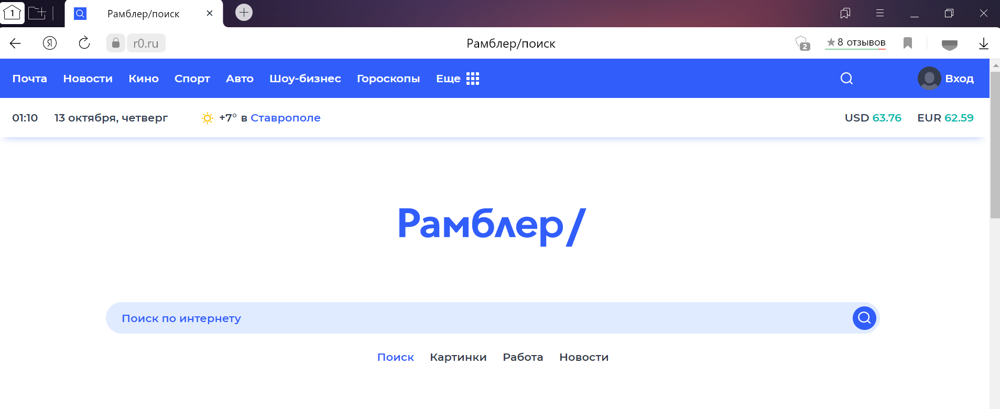 1 Рамблер/поиск
Я r0.ru Рамблер/поиск 2 8 отзывов
Почта Новости Кино Спорт Авто Шоу-бизнес Гороскопы Еще Вход
01:10 13 октября, четверг +7° в Ставрополе USD 63.76 EUR 62.59
Рамблер/
Поиск по интернету
Поиск Картинки Работа Новости